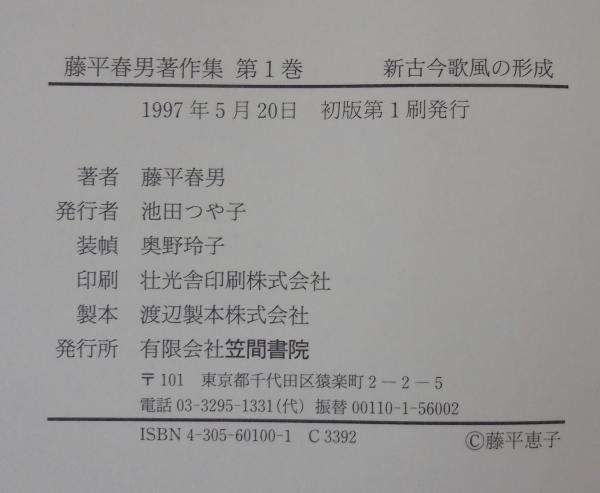 藤平春男著作集 第1巻 新古今歌風の形成
1997年5月20日 初版第1刷発行
著者 藤平春男
発行者 池田つや子
装幀 奥野玲子
印刷 壮光舎印刷株式会社
製本 渡辺製本株式会社
発行所 有限会社笠間書院
〒101 東京都千代田区猿楽町2－2－5
電話 03-3295-1331(代) 振替 00110-1-56002
ISBN 4-305-60100-1 C 3392
©藤平恵子